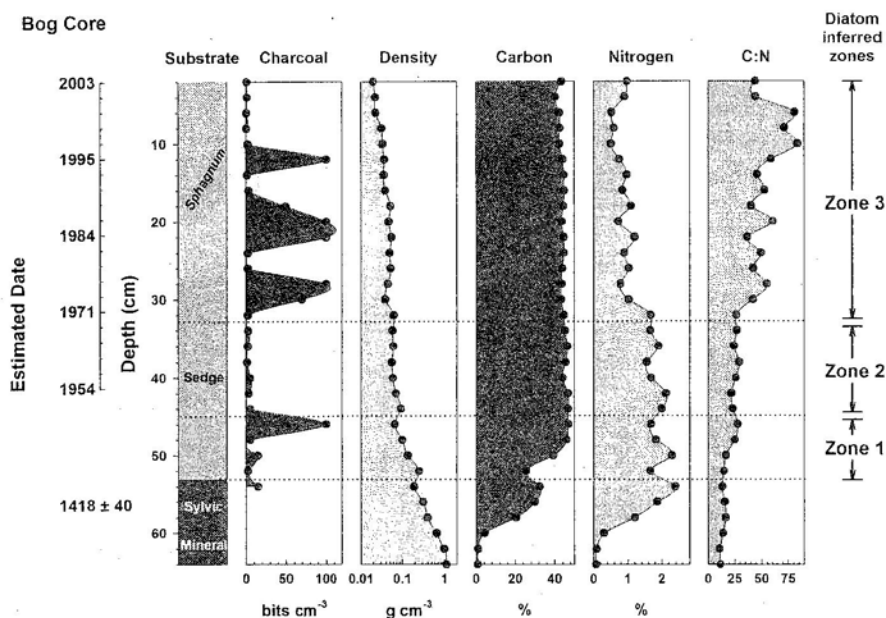 Bog Core
Diatom
inferred
zones
Substrate Charcoal Density Carbon Nitrogen C:N
2003
1995
1984
1971
1954
1418 ± 40
Estimated Date
10
20
30
40
50
60
Depth (cm)
Sphagnum
Sedge
Sylvic
Mineral
Zone 3
Zone 2
Zone 1
0 50 100
0.01 0.1 1
0 20 40
0 1 2
0 25 50 75
bits cm⁻³ g cm⁻³ % %